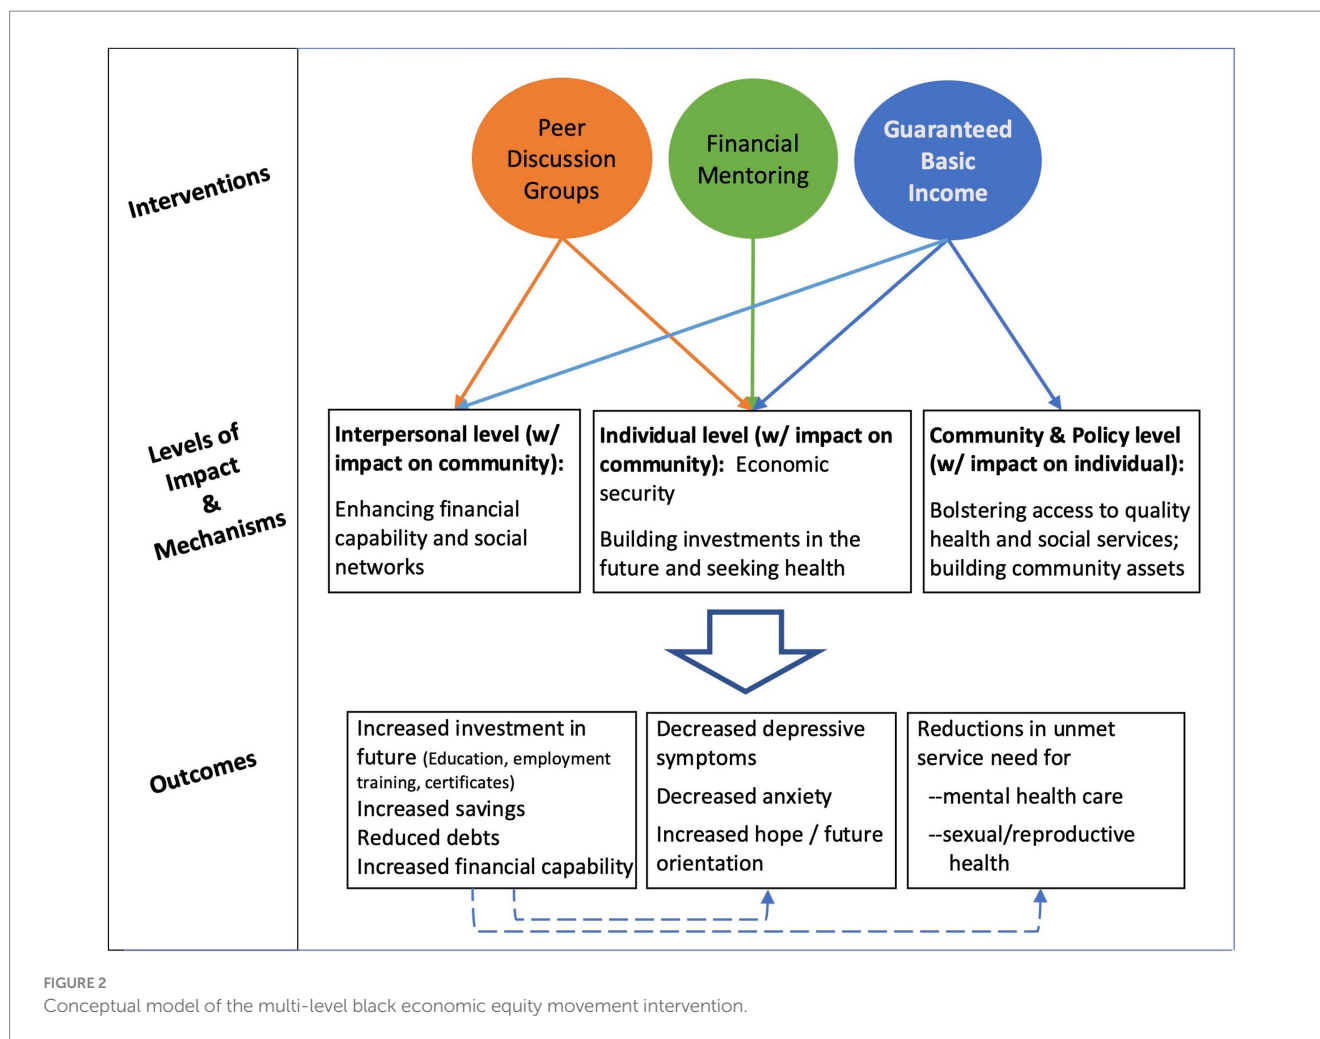 Interventions
Peer
Discussion
Groups
Financial
Mentoring
Guaranteed
Basic
Income
Levels of
Impact
&
Mechanisms
Interpersonal level (w/
impact on community):
Enhancing financial
capability and social
networks
Individual level (w/ impact on
community): Economic
security
Building investments in the
future and seeking health
Community & Policy level
(w/ impact on individual):
Bolstering access to quality
health and social services;
building community assets
Outcomes
Increased investment in
future (Education, employment
training, certificates)
Increased savings
Reduced debts
Increased financial capability
Decreased depressive
symptoms
Decreased anxiety
Increased hope / future
orientation
Reductions in unmet
service need for
--mental health care
--sexual/reproductive
health
FIGURE 2
Conceptual model of the multi-level black economic equity movement intervention.